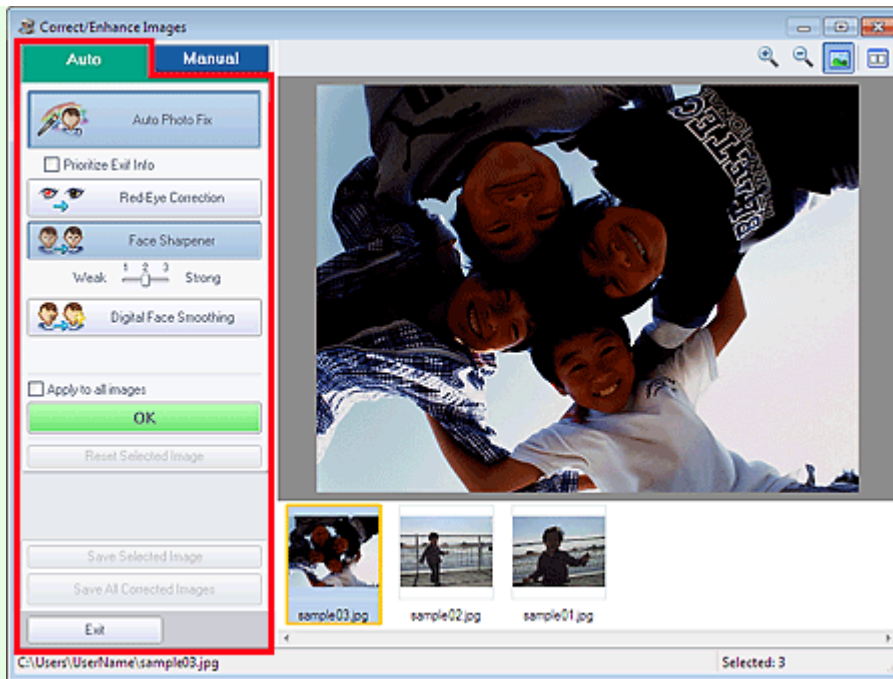 Correct/Enhance Images
Auto
Manual
Auto Photo Fix
Prioritize Exif Info
Red-Eye Correction
Face Sharpener
1 2 3
Weak Strong
Digital Face Smoothing
Apply to all images
OK
Reset Selected Image
Save Selected Image
Save All Corrected Images
Exit
sample03.jpg
sample02.jpg
sample01.jpg
C:\Users\UserName\sample03.jpg
Selected: 3